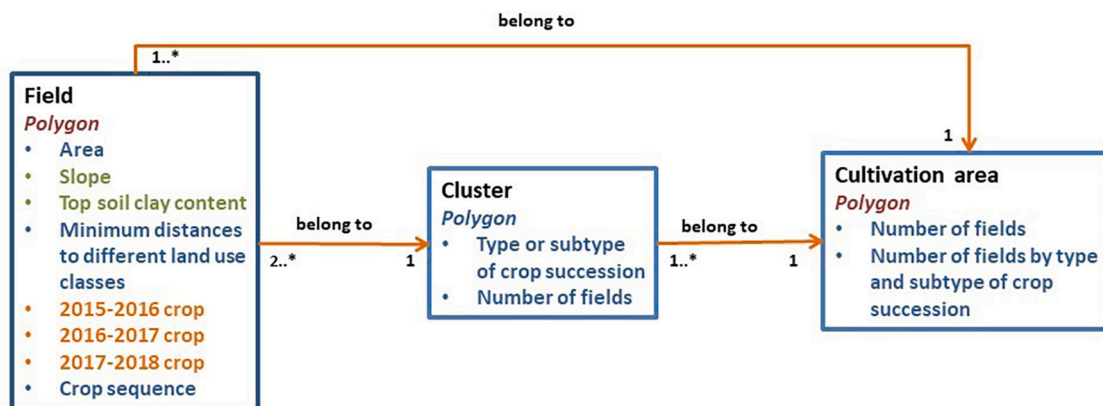 belong to
1..*
Field
Polygon
• Area
• Slope
• Top soil clay content
• Minimum distances
to different land use
classes
• 2015-2016 crop
• 2016-2017 crop
• 2017-2018 crop
• Crop sequence
belong to
2..*
1
Cluster
Polygon
• Type or subtype
of crop succession
• Number of fields
belong to
1..*
1
1
Cultivation area
Polygon
• Number of fields
• Number of fields by type
and subtype of crop
succession